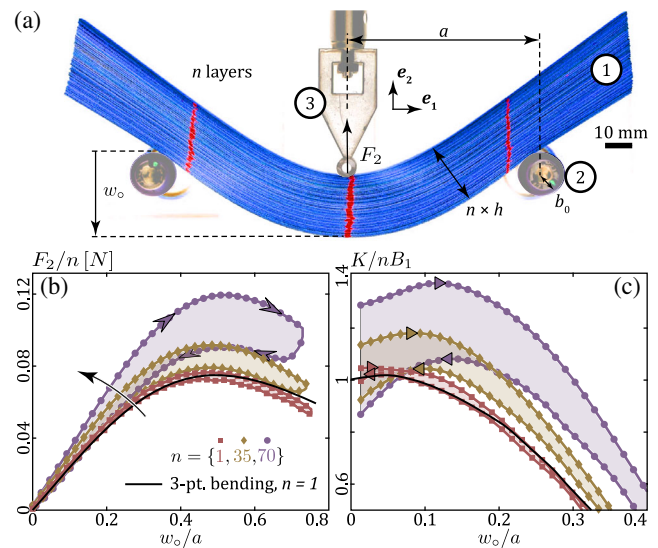 (a)
a
n layers
e₂
e₁
1
3
F₂
2
10 mm
w∘
n × h
b₀
F₂/n [N]
K/nB₁
(b)
(c)
0.12
0.08
0.04
0
n = {1, 35, 70}
3-pt. bending, n = 1
0 0.2 0.4 0.6 0.8
w∘/a
1.4
1
0.6
0 0.1 0.2 0.3 0.4
w∘/a